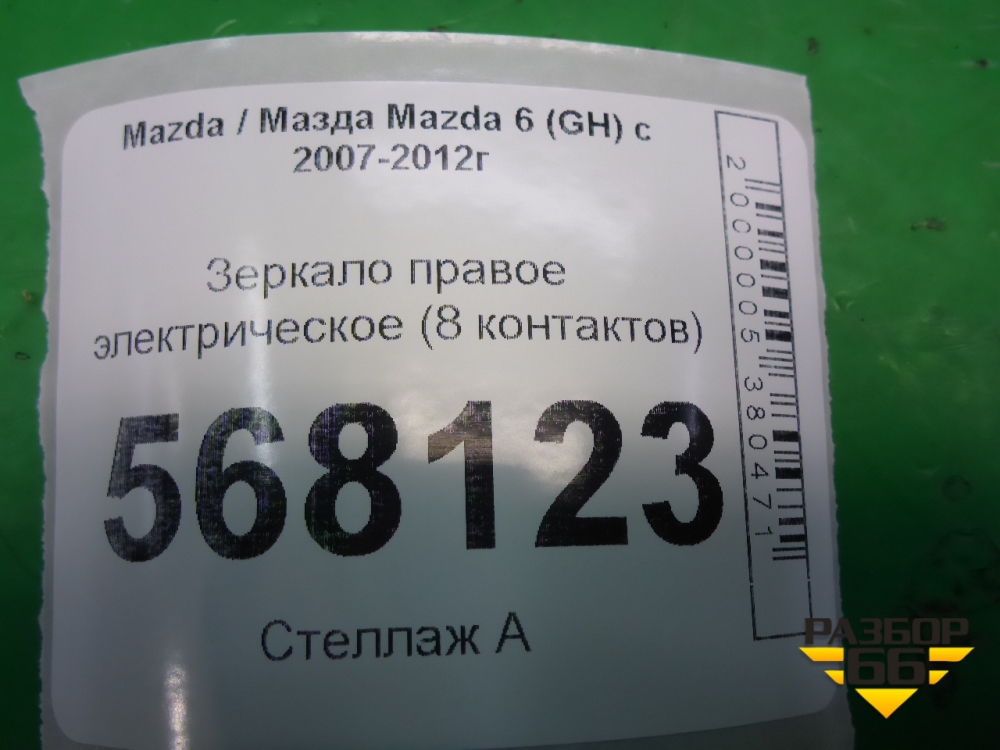 Mazda / Мазда Mazda 6 (GH) с
2007-2012г
Зеркало правое
электрическое (8 контактов)
568123
Стеллаж А
2000005380471
РАЗБОР
66